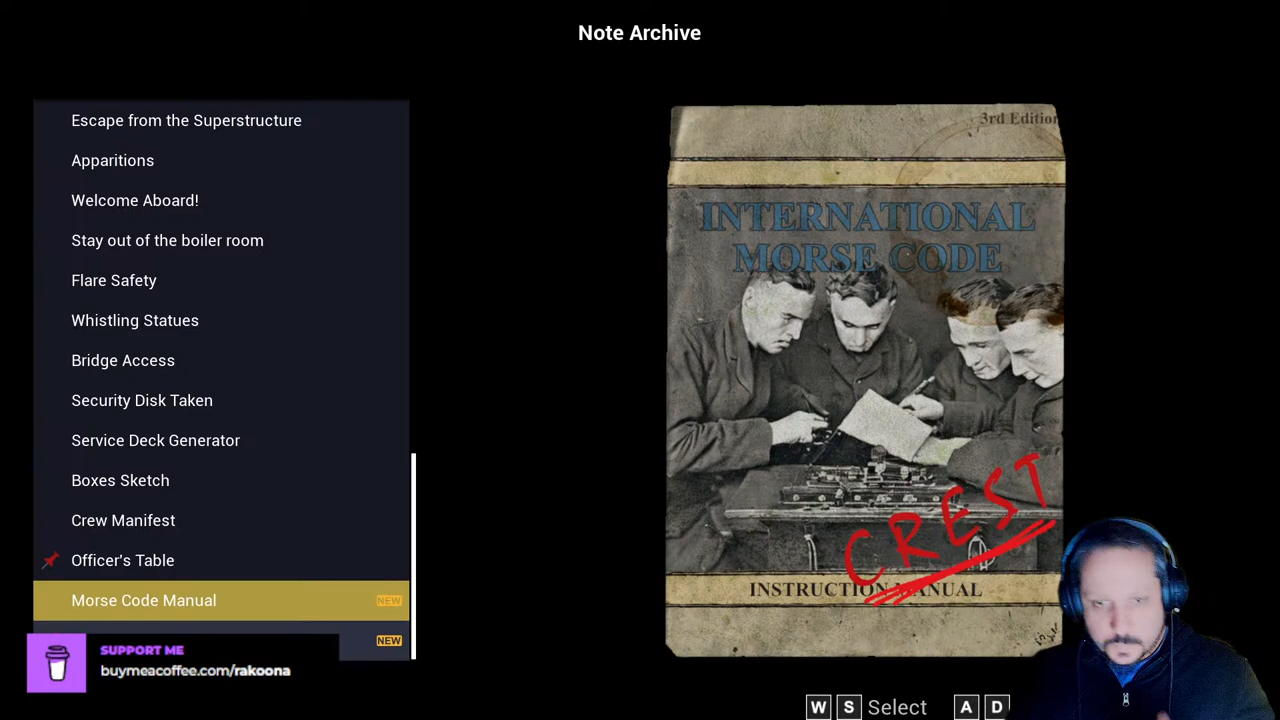 Note Archive
Escape from the Superstructure
Apparitions
Welcome Aboard!
Stay out of the boiler room
Flare Safety
Whistling Statues
Bridge Access
Security Disk Taken
Service Deck Generator
Boxes Sketch
Crew Manifest
Officer's Table
Morse Code Manual NEW
NEW
SUPPORT ME
buymeacoffee.com/rakoona
3rd Edition
INTERNATIONAL
MORSE CODE
CREST
INSTRUCTION MANUAL
W S Select A D